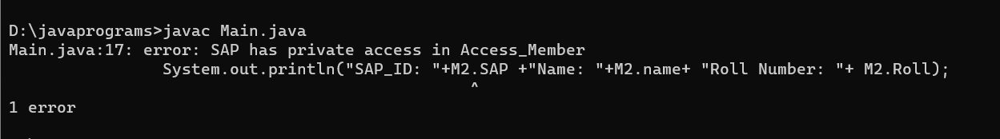 D:\javaprograms>javac Main.java
Main.java:17: error: SAP has private access in Access_Member
System.out.println("SAP_ID: "+M2.SAP +"Name: "+M2.name+ "Roll Number: "+ M2.Roll);
^
1 error